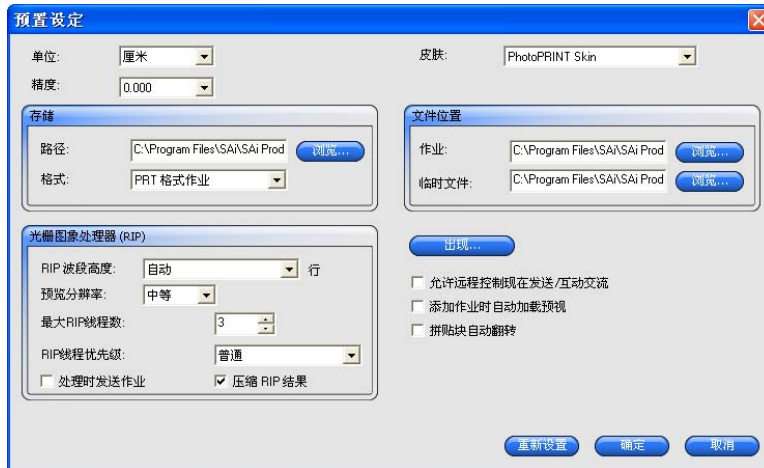 预置设定
单位: 厘米
皮肤: PhotoPRINT Skin
精度: 0.000
存储
路径: C:\Program Files\SAi\SAi Prod 浏览...
格式: PRT 格式作业
文件位置
作业: C:\Program Files\SAi\SAi Prod 浏览...
临时文件: C:\Program Files\SAi\SAi Prod 浏览...
光栅图象处理器 (RIP)
RIP 波段高度: 自动 行
预览分辨率: 中等
最大RIP线程数: 3
RIP线程优先级: 普通
处理时发送作业 压缩 RIP 结果
出现...
允许远程控制现在发送/互动交流
添加作业时自动加载预视
拼贴块自动翻转
重新设置 确定 取消